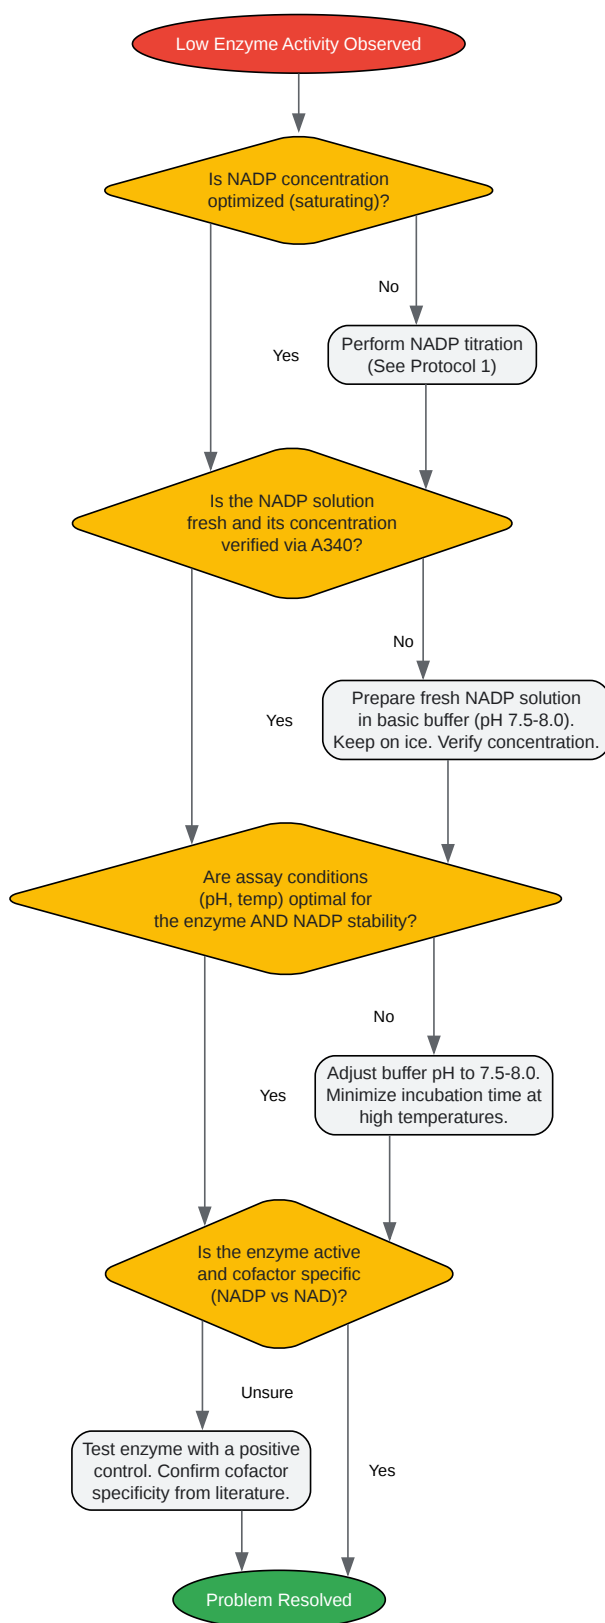 Low Enzyme Activity Observed
Is NADP concentration
optimized (saturating)?
No
Perform NADP titration
(See Protocol 1)
Yes
Is the NADP solution
fresh and its concentration
verified via A340?
No
Prepare fresh NADP solution
in basic buffer (pH 7.5-8.0).
Keep on ice. Verify concentration.
Yes
Are assay conditions
(pH, temp) optimal for
the enzyme AND NADP stability?
No
Adjust buffer pH to 7.5-8.0.
Minimize incubation time at
high temperatures.
Yes
Is the enzyme active
and cofactor specific
(NADP vs NAD)?
Unsure
Test enzyme with a positive
control. Confirm cofactor
specificity from literature.
Yes
Problem Resolved